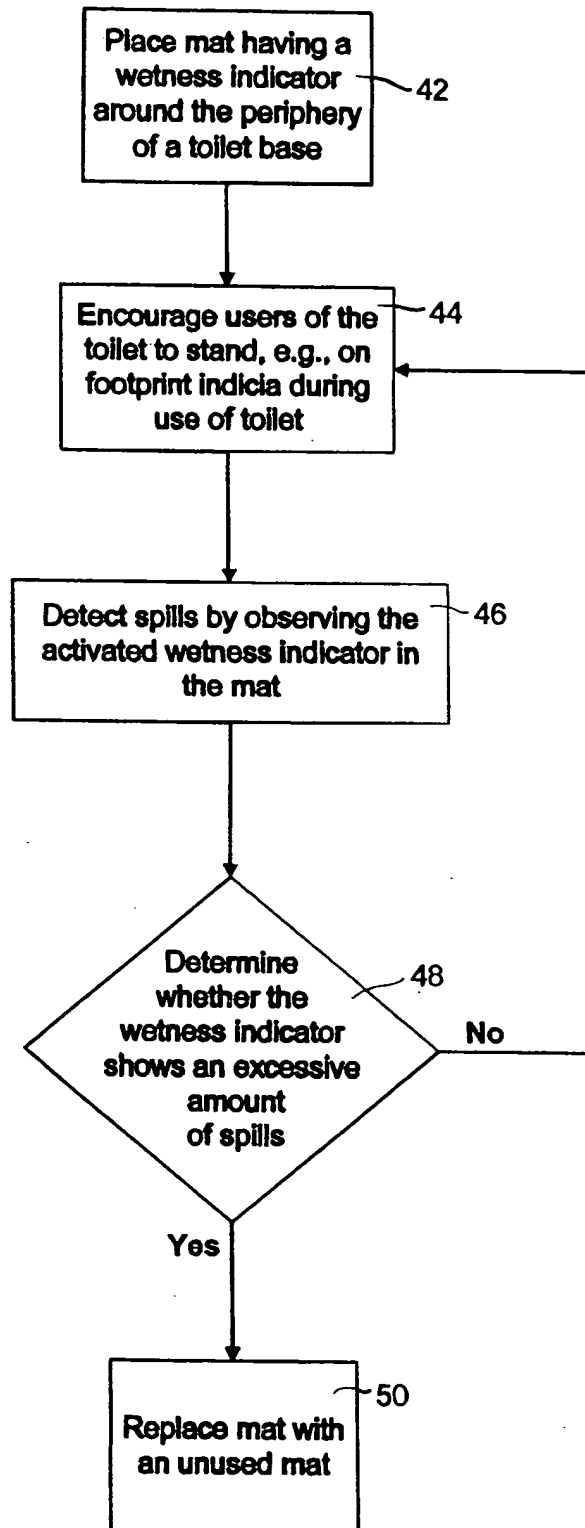 Place mat having a
wetness indicator
around the periphery
of a toilet base
42
Encourage users of the
toilet to stand, e.g., on
footprint indicia during
use of toilet
44
Detect spills by observing the
activated wetness indicator in
the mat
46
Determine
whether the
wetness indicator
shows an excessive
amount
of spills
48
No
Yes
Replace mat with
an unused mat
50